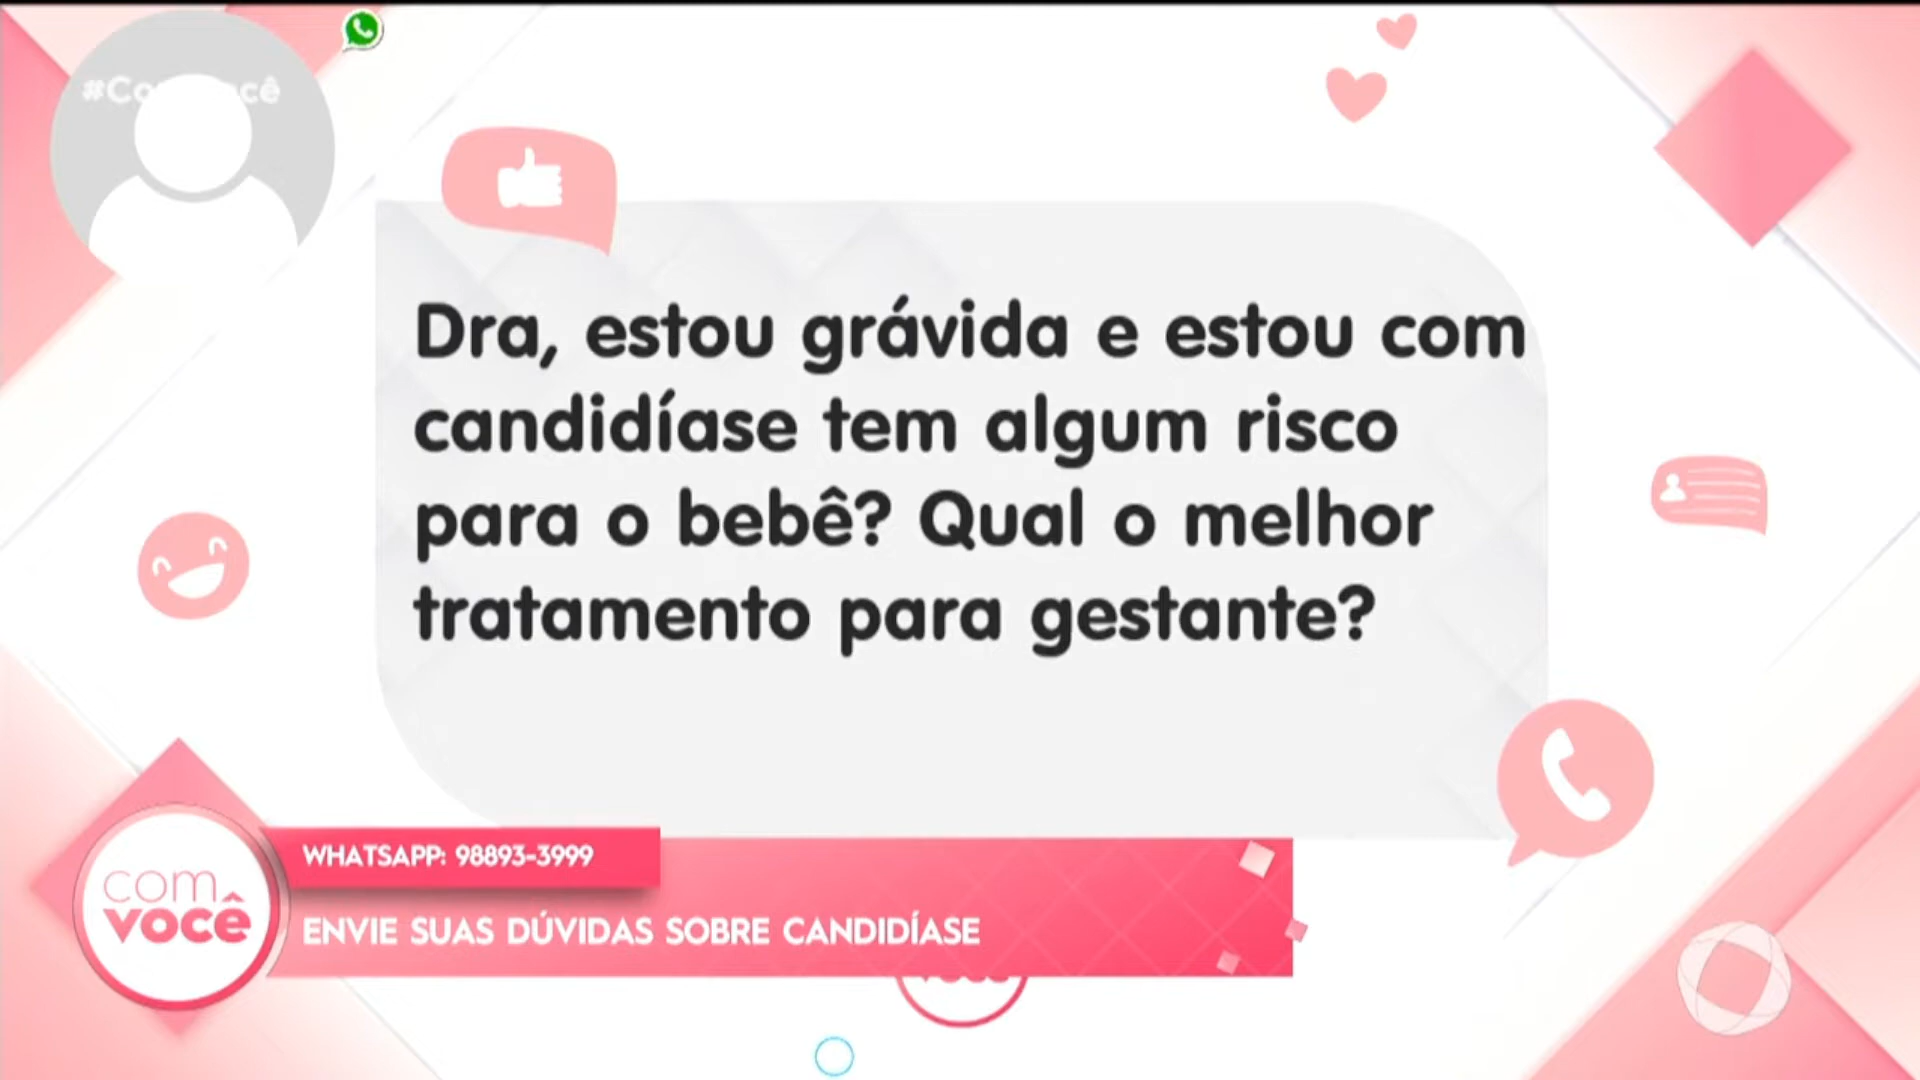 Dra, estou grávida e estou com
candidíase tem algum risco
para o bebê? Qual o melhor
tratamento para gestante?
WHATSAPP: 98893-3999
com
você
ENVIE SUAS DÚVIDAS SOBRE CANDIDÍASE